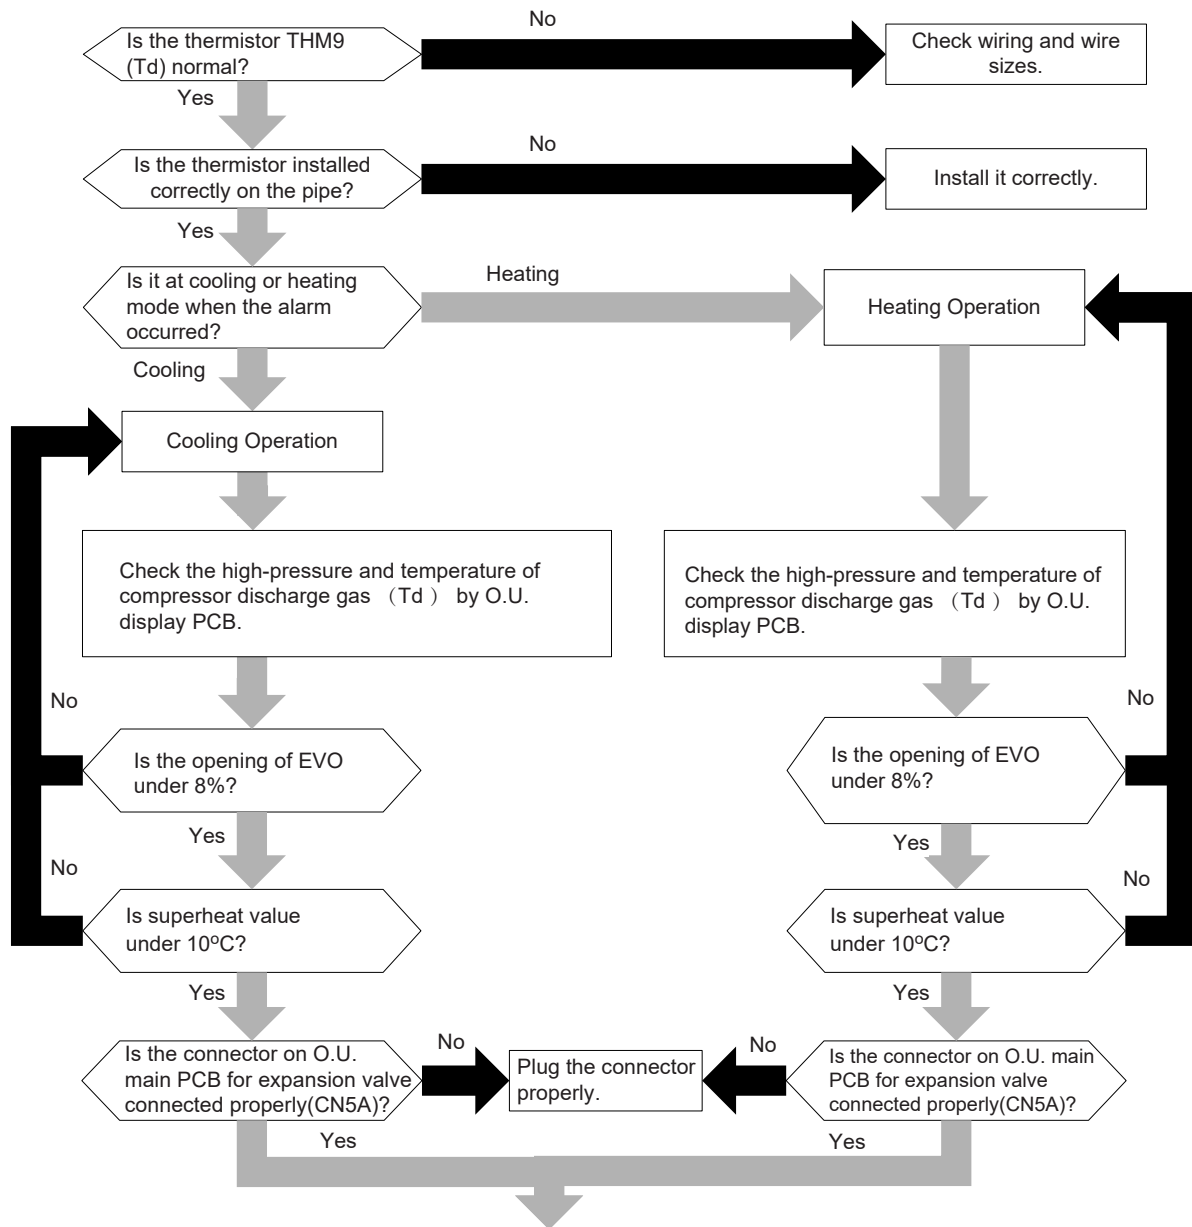 No
Is the thermistor THM9
(Td) normal?
Check wiring and wire
sizes.
Yes
No
Is the thermistor installed
correctly on the pipe?
Install it correctly.
Yes
Is it at cooling or heating
mode when the alarm
occurred?
Heating
Heating Operation
Cooling
Cooling Operation
Check the high-pressure and temperature of
compressor discharge gas （Td ） by O.U.
display PCB.
Check the high-pressure and temperature of
compressor discharge gas （Td ） by O.U.
display PCB.
No
No
Is the opening of EVO
under 8%?
Is the opening of EVO
under 8%?
Yes
Yes
No
No
Is superheat value
under 10ºC?
Is superheat value
under 10ºC?
Yes
Yes
Is the connector on O.U.
main PCB for expansion valve
connected properly(CN5A)?
No
Plug the connector
properly.
No
Is the connector on O.U. main
PCB for expansion valve
connected properly(CN5A)?
Yes
Yes